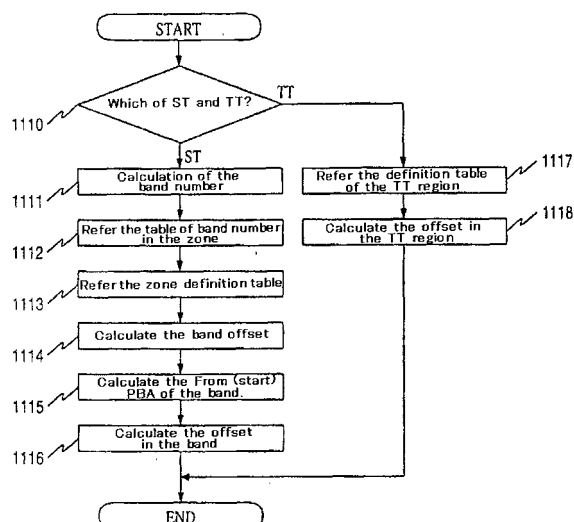 START
Which of ST and TT?
TT
1110
ST
Calculation of the
band number
1111
Refer the table of band number
in the zone
1112
Refer the zone definition table
1113
Calculate the band offset
1114
Calculate the From (start)
PBA of the band.
1115
Calculate the offset
in the band
1116
Refer the definition table
of the TT region
1117
Calculate the offset in
the TT region
1118
END